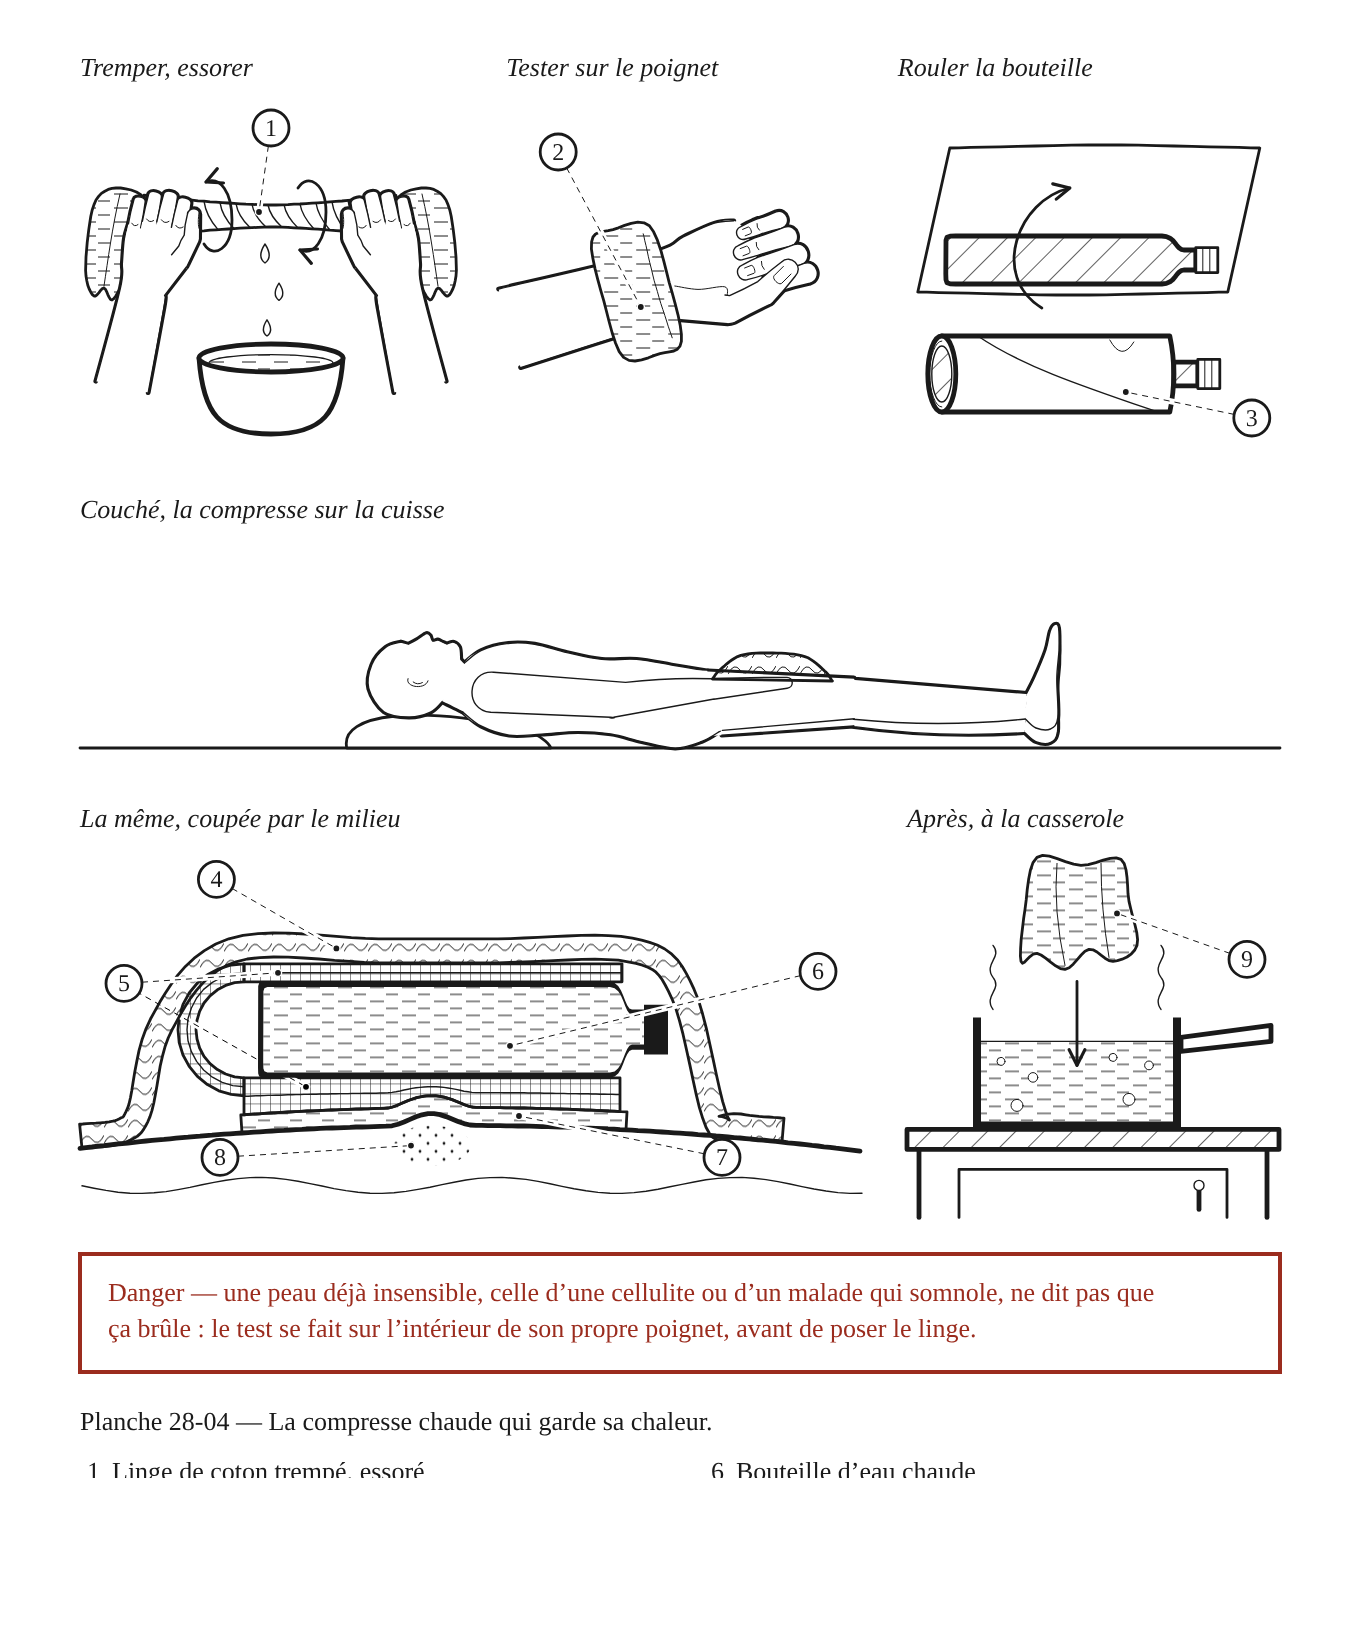 Tremper, essorer
Tester sur le poignet
Rouler la bouteille
1
2
3
Couché, la compresse sur la cuisse
La même, coupée par le milieu
Après, à la casserole
4
5
6
7
8
9
Danger — une peau déjà insensible, celle d’une cellulite ou d’un malade qui somnole, ne dit pas que
ça brûle : le test se fait sur l’intérieur de son propre poignet, avant de poser le linge.
Planche 28-04 — La compresse chaude qui garde sa chaleur.
1 Linge de coton trempé, essoré
6 Bouteille d’eau chaude